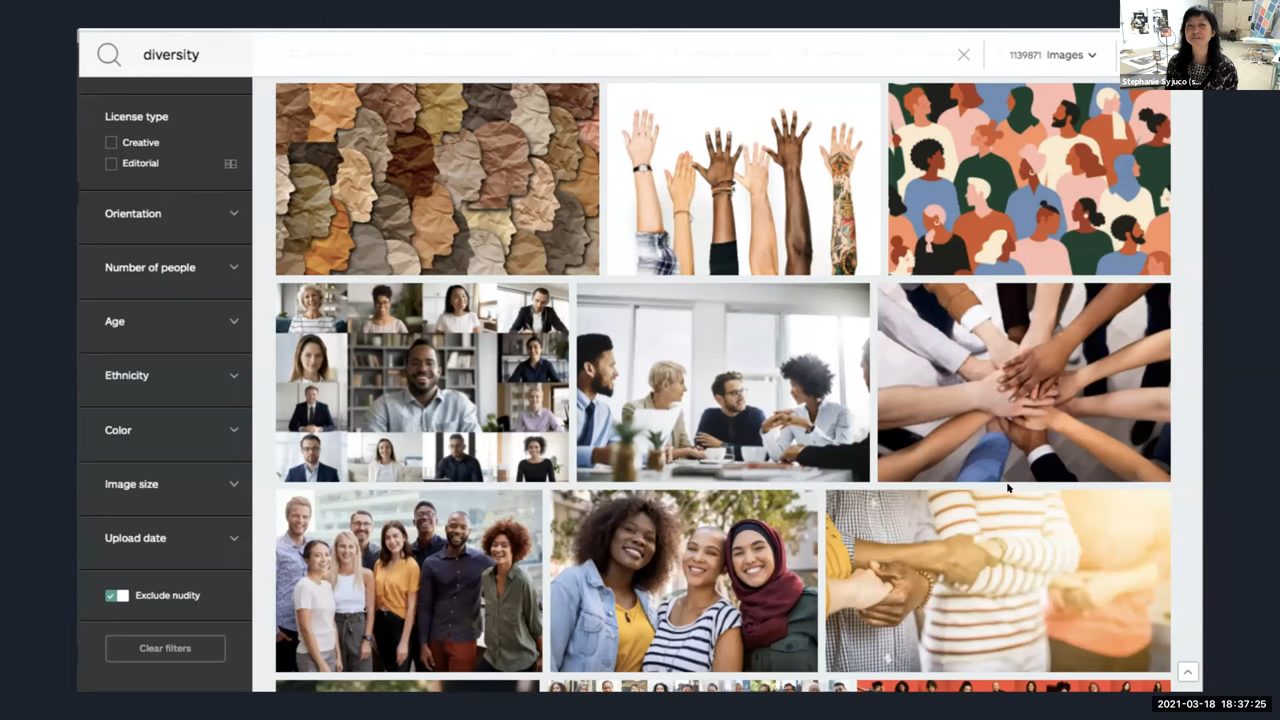 diversity
1139871 Images
Stephanie Syjuco (s...
License type
Creative
Editorial
Orientation
Number of people
Age
Ethnicity
Color
Image size
Upload date
Exclude nudity
Clear filters
2021-03-18 18:37:25